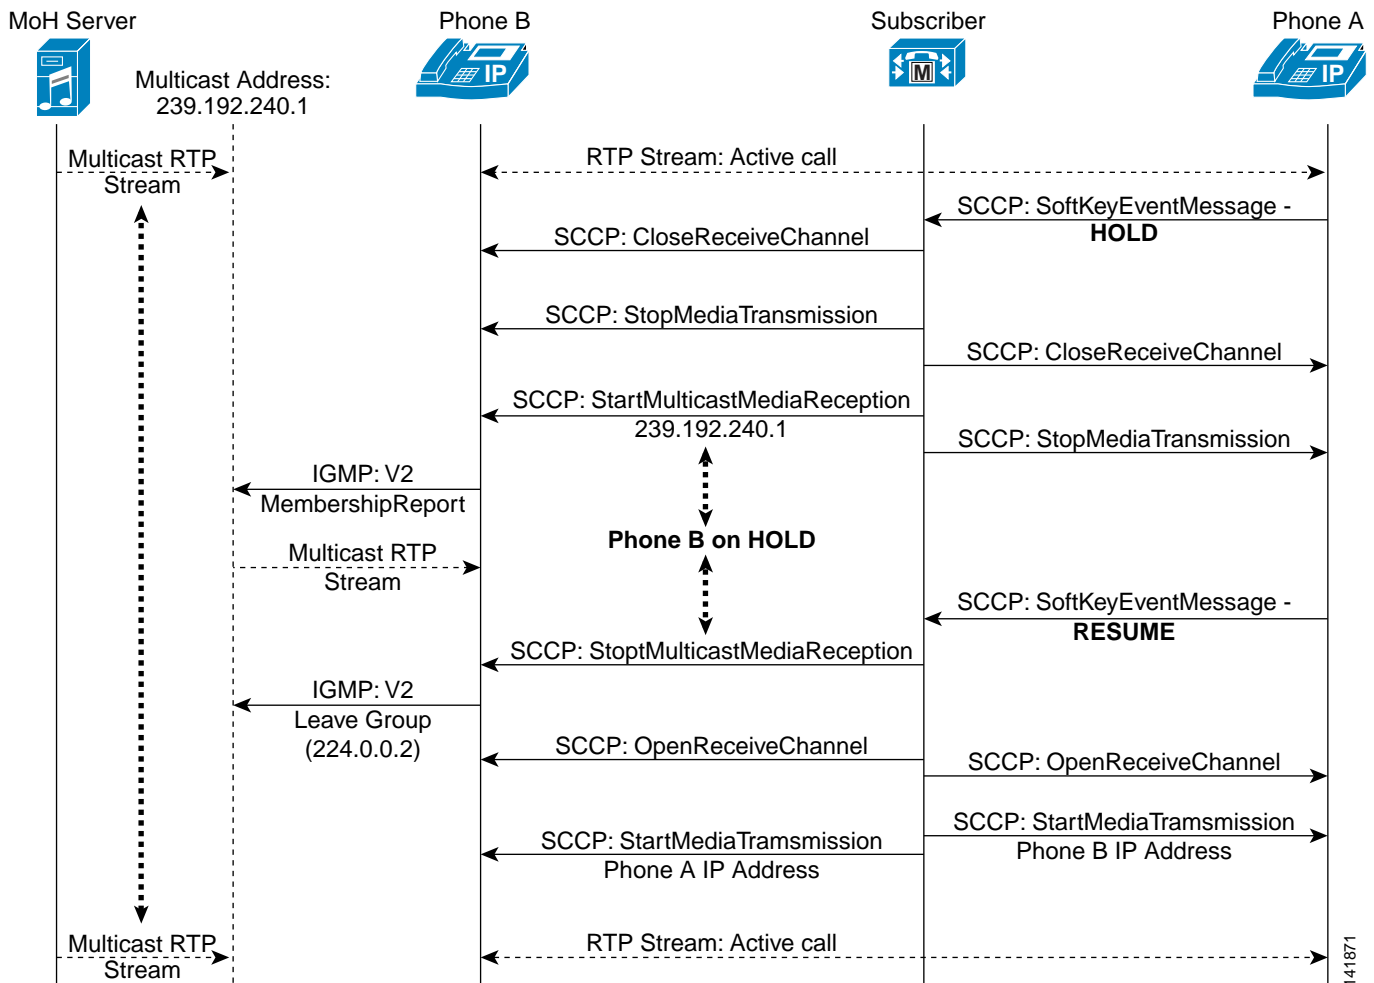 MoH Server
Phone B
Subscriber
Phone A
IP
M
IP
Multicast Address:
239.192.240.1
Multicast RTP
Stream
RTP Stream: Active call
SCCP: SoftKeyEventMessage -
HOLD
SCCP: CloseReceiveChannel
SCCP: StopMediaTransmission
SCCP: CloseReceiveChannel
SCCP: StartMulticastMediaReception
239.192.240.1
SCCP: StopMediaTransmission
IGMP: V2
MembershipReport
Phone B on HOLD
Multicast RTP
Stream
SCCP: SoftKeyEventMessage -
RESUME
SCCP: StoptMulticastMediaReception
IGMP: V2
Leave Group
(224.0.0.2)
SCCP: OpenReceiveChannel
SCCP: OpenReceiveChannel
SCCP: StartMediaTramsmission
Phone B IP Address
SCCP: StartMediaTramsmission
Phone A IP Address
Multicast RTP
Stream
RTP Stream: Active call
141871